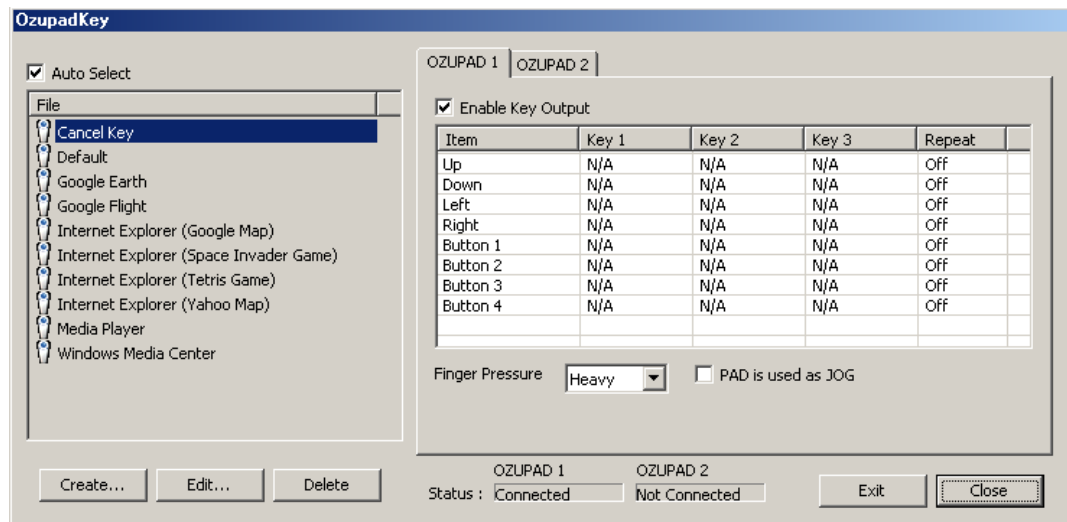 OzupadKey
Auto Select
File
Cancel Key
Default
Google Earth
Google Flight
Internet Explorer (Google Map)
Internet Explorer (Space Invader Game)
Internet Explorer (Tetris Game)
Internet Explorer (Yahoo Map)
Media Player
Windows Media Center
Create... Edit... Delete
OZUPAD 1 OZUPAD 2
Enable Key Output
Item Key 1 Key 2 Key 3 Repeat
Up N/A N/A N/A Off
Down N/A N/A N/A Off
Left N/A N/A N/A Off
Right N/A N/A N/A Off
Button 1 N/A N/A N/A Off
Button 2 N/A N/A N/A Off
Button 3 N/A N/A N/A Off
Button 4 N/A N/A N/A Off
Finger Pressure Heavy PAD is used as JOG
OZUPAD 1 OZUPAD 2
Status : Connected Not Connected
Exit Close